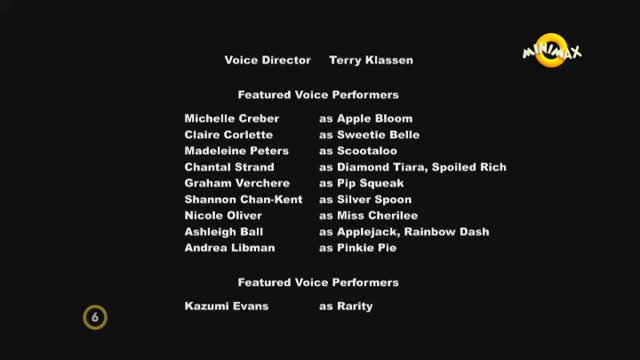 MINIMAX
Voice Director Terry Klassen
Featured Voice Performers
Michelle Creber as Apple Bloom
Claire Corlette as Sweetie Belle
Madeleine Peters as Scootaloo
Chantal Strand as Diamond Tiara, Spoiled Rich
Graham Verchere as Pip Squeak
Shannon Chan-Kent as Silver Spoon
Nicole Oliver as Miss Cherilee
Ashleigh Ball as Applejack, Rainbow Dash
Andrea Libman as Pinkie Pie
Featured Voice Performers
Kazumi Evans as Rarity
6